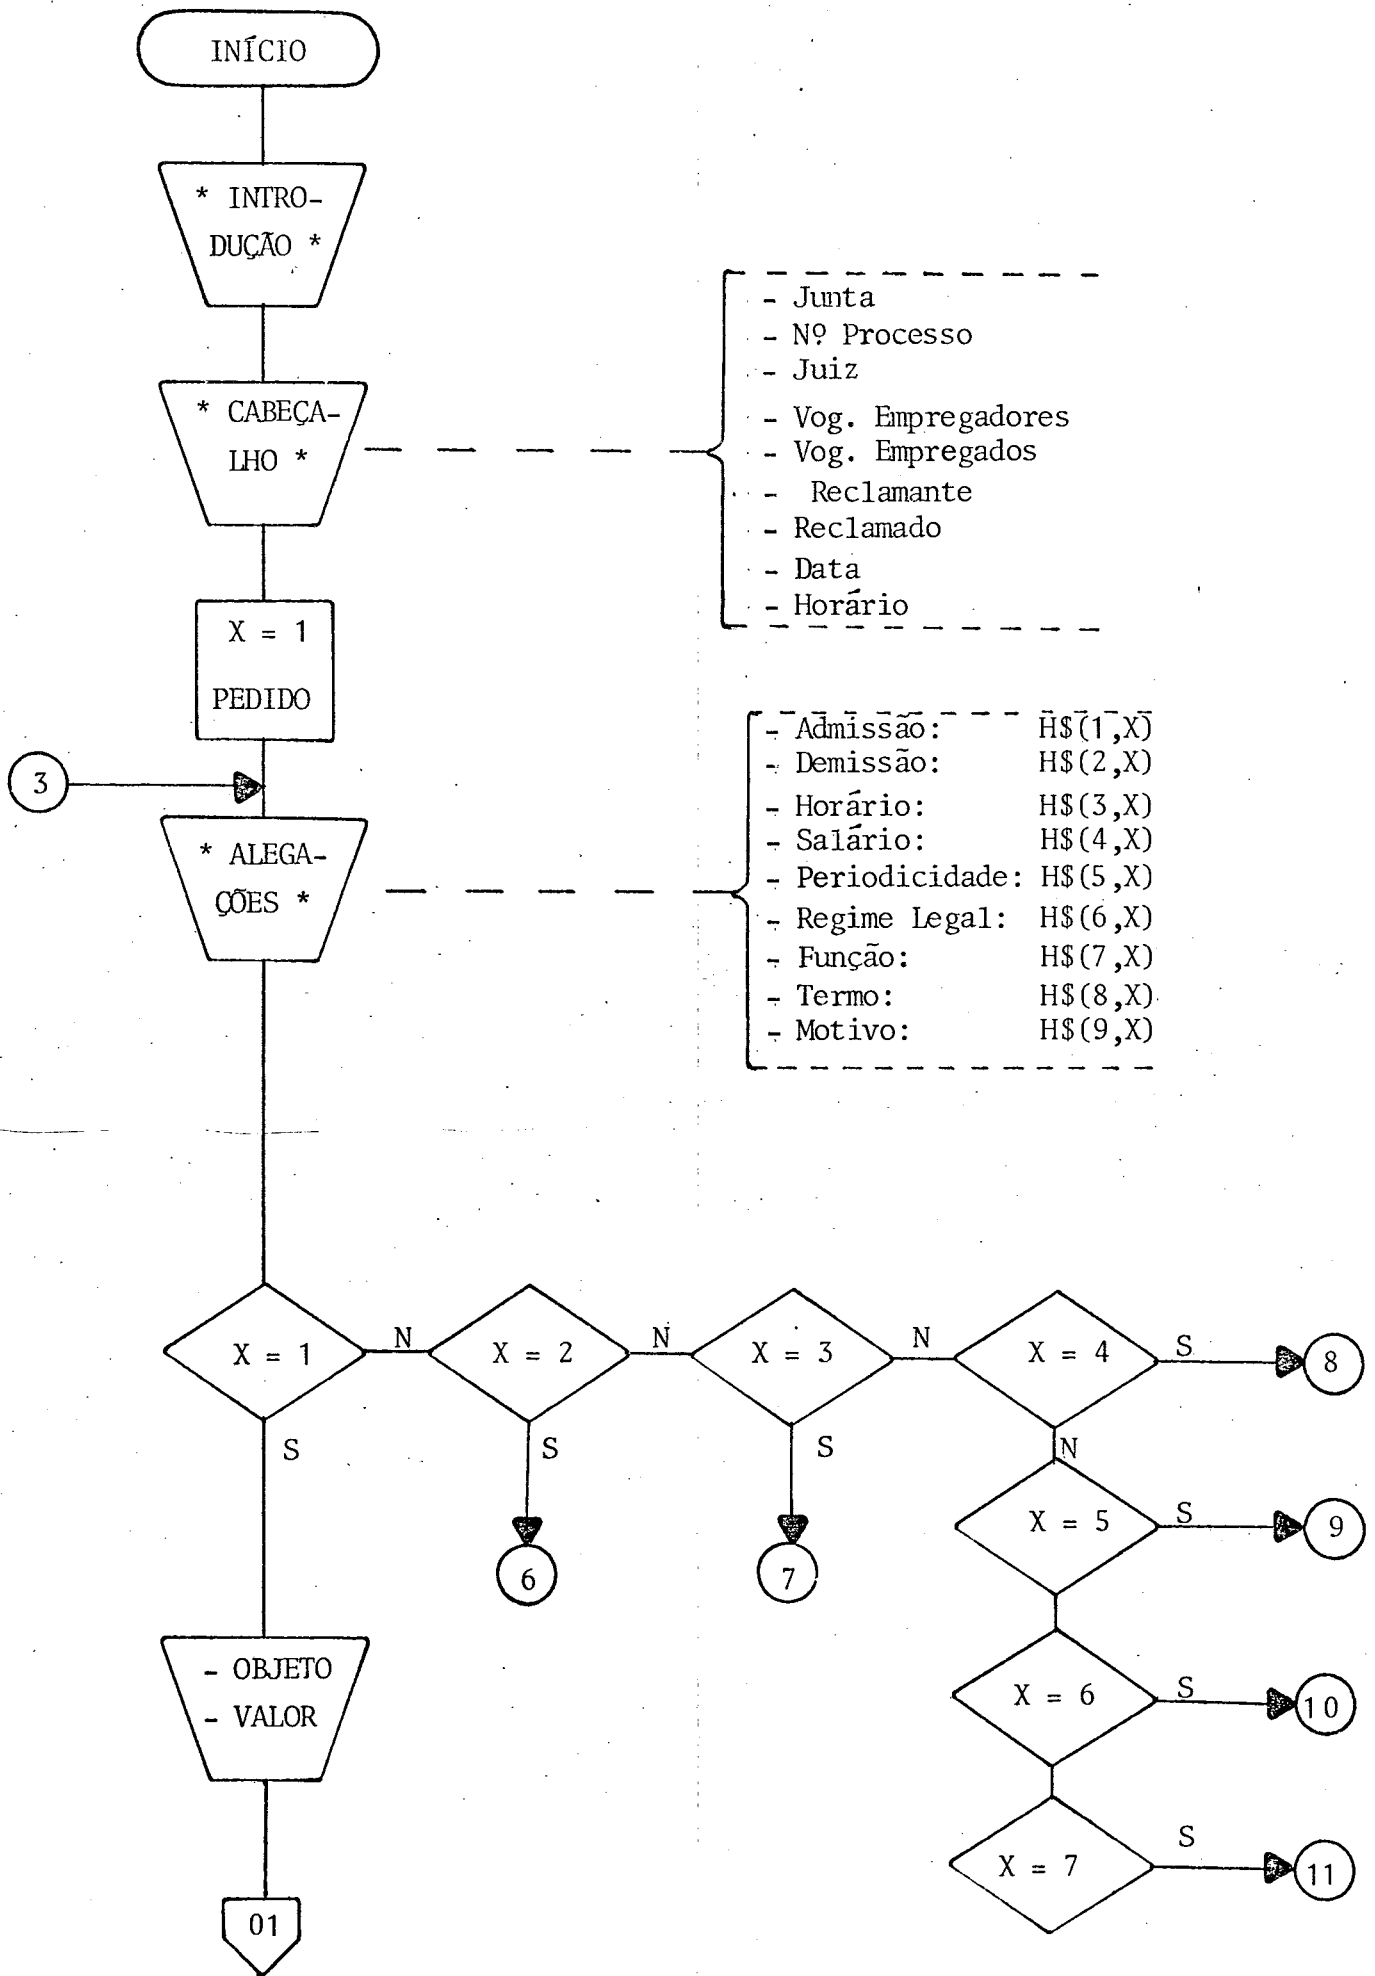 INÍCIO
* INTRO-
DUÇÃO *
* CABEÇA-
LHO *
- Junta
- Nº Processo
- Juiz
- Vog. Empregadores
- Vog. Empregados
- Reclamante
- Reclamado
- Data
- Horário
X = 1
PEDIDO
3
* ALEGA-
ÇÕES *
- Admissão: H$(1,X)
- Demissão: H$(2,X)
- Horário: H$(3,X)
- Salário: H$(4,X)
- Periodicidade: H$(5,X)
- Regime Legal: H$(6,X)
- Função: H$(7,X)
- Termo: H$(8,X)
- Motivo: H$(9,X)
X = 1
N
X = 2
N
X = 3
N
X = 4
S
8
S
S
S
N
6
7
X = 5
S
9
X = 6
S
10
X = 7
S
11
- OBJETO
- VALOR
01